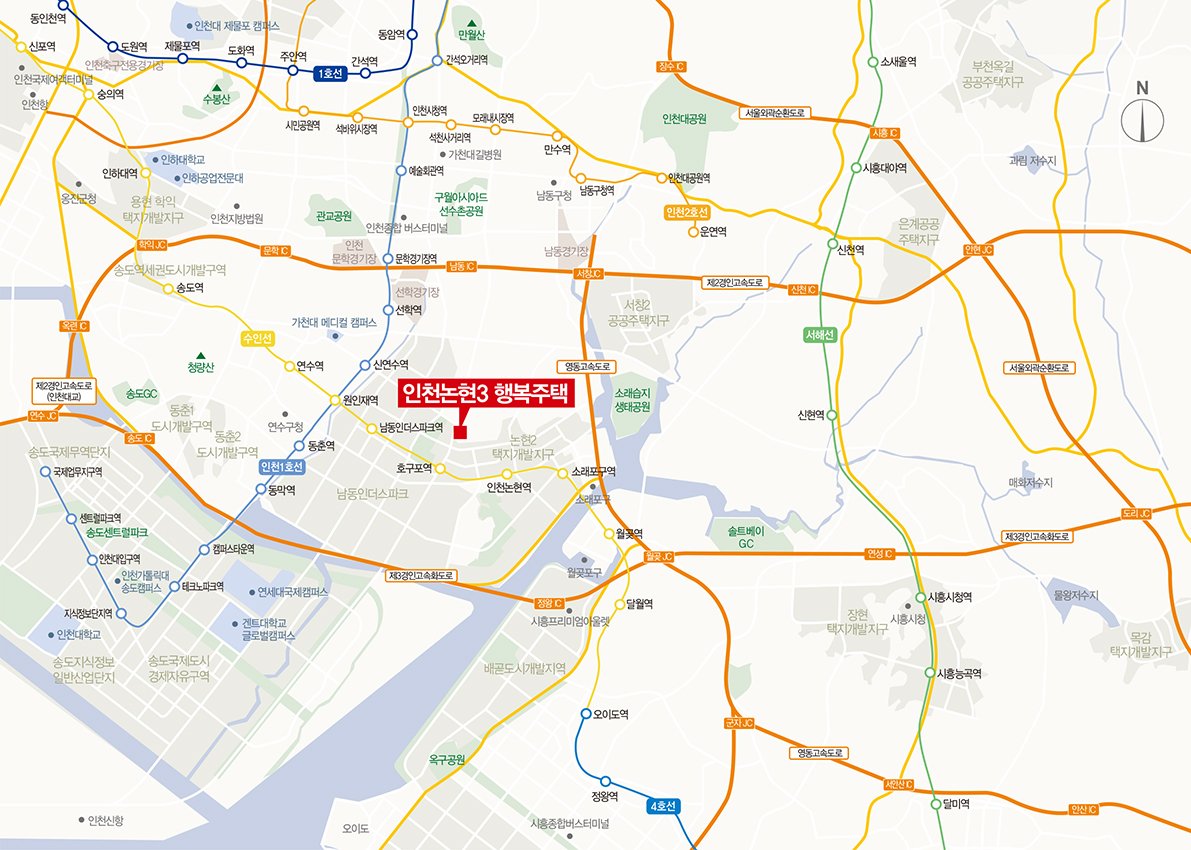 동인천역
인천대 제물포 캠퍼스
동암역
만월산
신포역
도원역
제물포역
도화역
주안역
간석역
1호선
간석오거리역
소새울역
부천옥길
공공주택지구
장수 IC
N
인천축구전용경기장
인천국제여객터미널
인천항
숭의역
수봉산
시민공원역
석바위시장역
인천시청역
석천사거리역
모래내시장역
만수역
인천대공원
서울외곽순환도로
시흥 IC
과림 저수지
가천대길병원
인하대학교
인하공업전문대
인하대역
예술회관역
남동구청
남동구청역
인천대공원역
시흥대야역
옹진군청
용현 학익
택지개발지구
인천지방법원
관교공원
구월아시아드
선수촌공원
인천종합 버스터미널
인천2호선
운연역
은계공공
주택지구
학익 JC
문학 IC
인천
문학경기장
문학경기장역
남동 IC
남동경기장
서창JC
제2경인고속도로
신천 IC
신천역
안현 JC
송도역세권도시개발구역
송도역
선학경기장
선학역
서창2
공공주택지구
옥련 IC
가천대 메디컬 캠퍼스
수인선
서해선
청량산
연수역
신연수역
영동고속도로
서울외곽순환도로
제2경인고속도로
(인천대교)
송도GC
원인재역
인천논현3 행복주택
소래습지
생태공원
연수 JC
동춘1
도시개발구역
연수구청
남동인더스파크역
신현역
송도 IC
동춘2
도시개발구역
동춘역
논현2
택지개발지구
송도국제무역단지
국제업무지구역
인천1호선
호구포역
인천논현역
소래포구역
소래포구
매화저수지
동막역
남동인더스파크
센트럴파크역
송도센트럴파크
월곶역
솔트베이
GC
도리 JC
제3경인고속화도로
캠퍼스타운역
인천대입구역
월곶 JC
연성 IC
인천가톨릭대
송도캠퍼스
테크노파크역
연세대국제캠퍼스
제3경인고속화도로
월곶포구
물왕저수지
지식정보단지역
정왕 IC
달월역
시흥시청역
시흥시청
인천대학교
겐트대학교
글로벌캠퍼스
시흥프리미엄아울렛
장현
택지개발지구
목감
택지개발지구
송도지식정보
일반산업단지
송도국제도시
경제자유구역
배곧도시개발지역
시흥능곡역
오이도역
군자 JC
옥구공원
영동고속도로
정왕역
4호선
서안산 IC
달미역
안산 IC
인천신항
오이도
시흥종합버스터미널